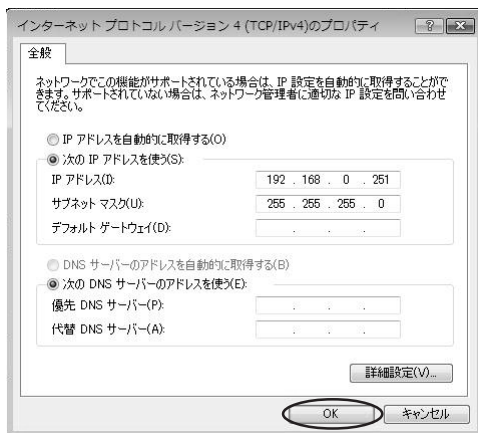 インターネット プロトコル バージョン 4 (TCP/IPv4)のプロパティ
全般
ネットワークでこの機能がサポートされている場合は、IP 設定を自動的に取得することがで
きます。サポートされていない場合は、ネットワーク管理者に適切な IP 設定を問い合わせ
てください。
IP アドレスを自動的に取得する(O)
次の IP アドレスを使う(S):
IP アドレス(I): 192 . 168 . 0 . 251
サブネット マスク(U): 255 . 255 . 255 . 0
デフォルト ゲートウェイ(D): . . .
DNS サーバーのアドレスを自動的に取得する(B)
次の DNS サーバーのアドレスを使う(E):
優先 DNS サーバー(P): . . .
代替 DNS サーバー(A): . . .
詳細設定(V)...
OK キャンセル